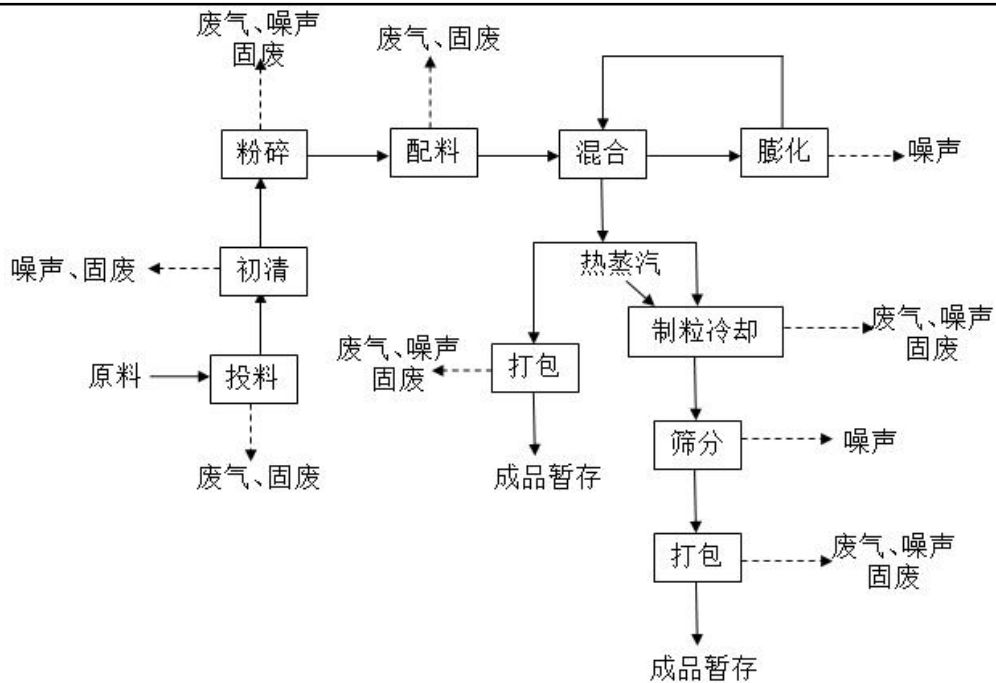 废气、噪声
固废
废气、固废
粉碎
配料
混合
膨化
噪声
噪声、固废
初清
热蒸汽
制粒冷却
废气、噪声
固废
原料
投料
废气、噪声
固废
打包
筛分
噪声
废气、固废
成品暂存
打包
废气、噪声
固废
成品暂存